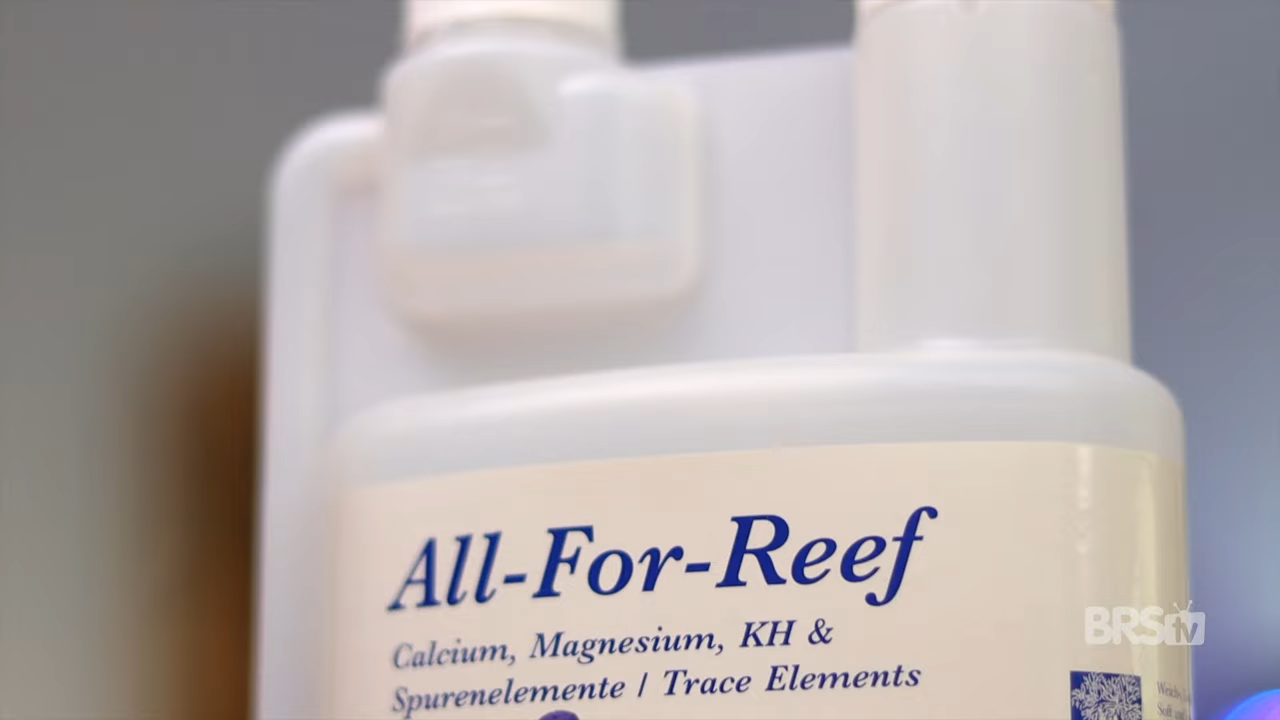 All-For-Reef
Calcium, Magnesium, KH &
Spurenelemente / Trace Elements
BRStv